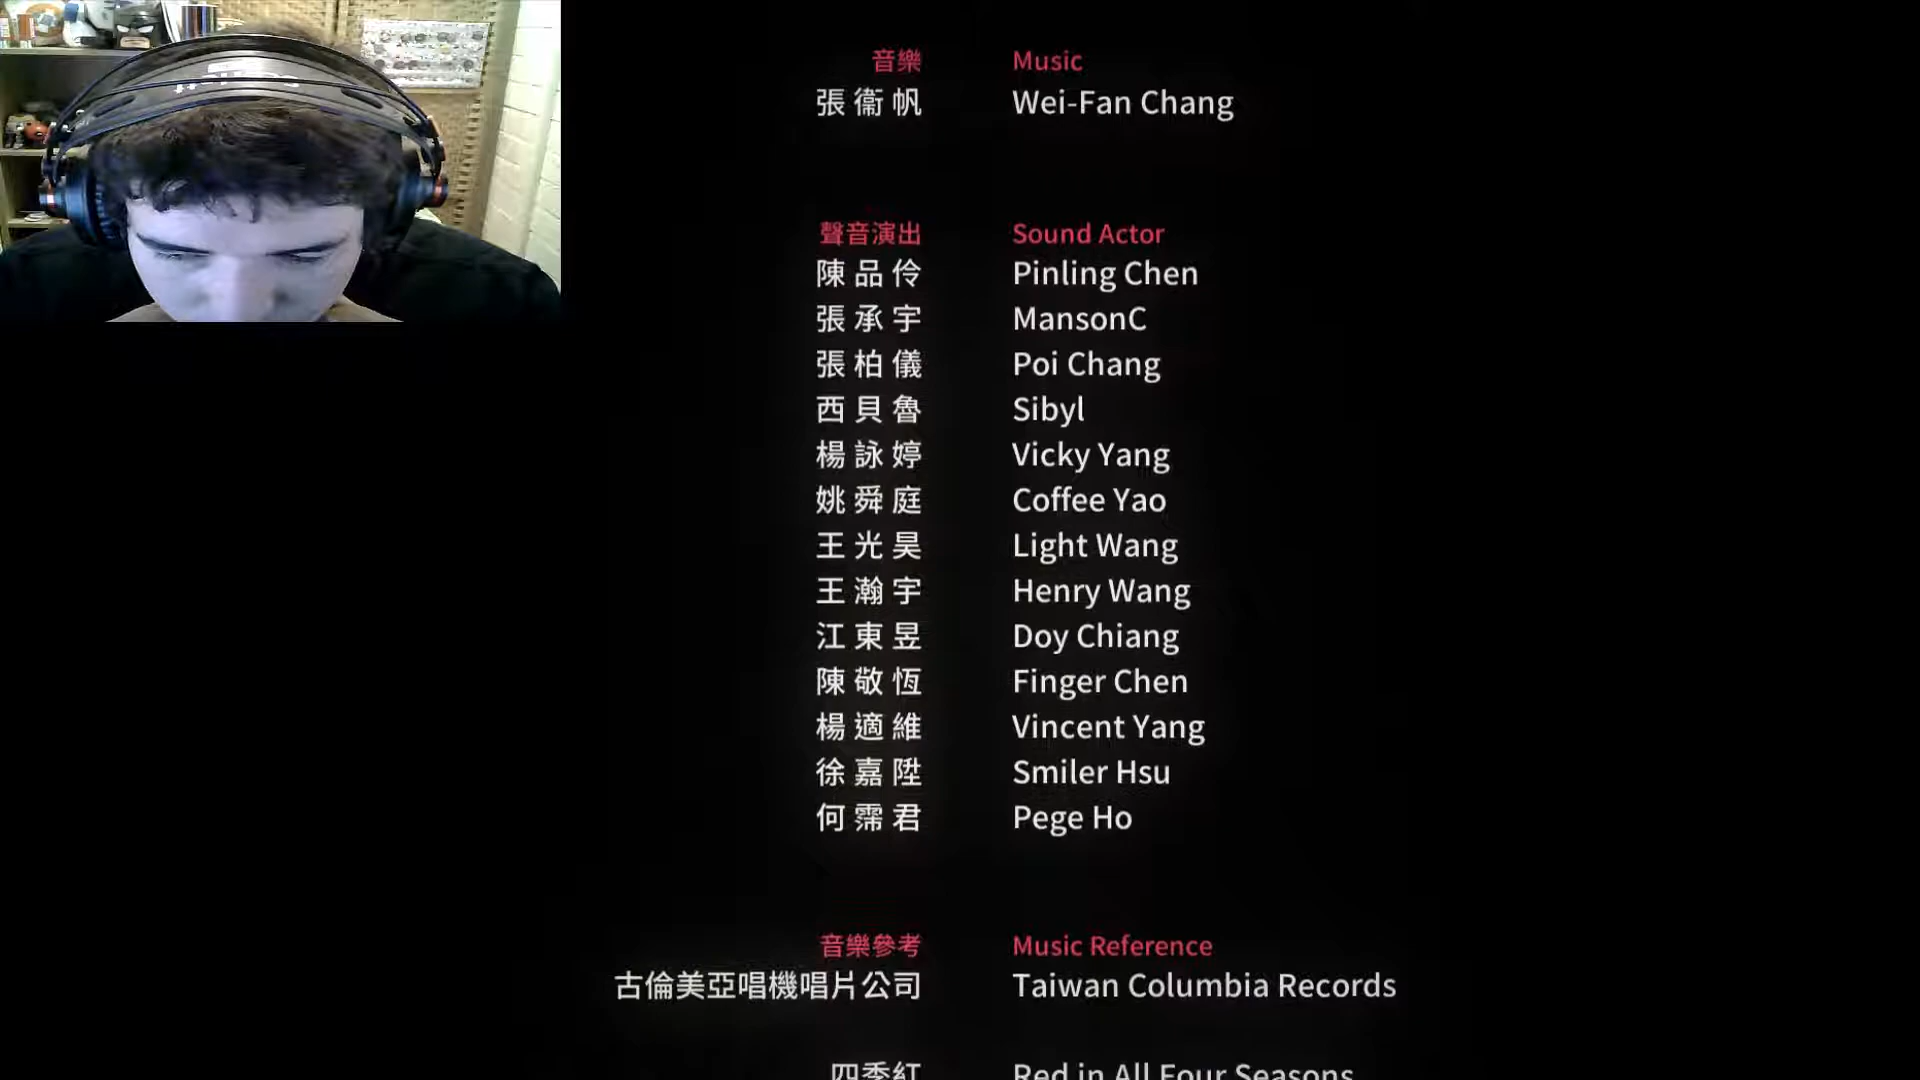 音樂 Music
張衞帆 Wei-Fan Chang
聲音演出 Sound Actor
陳品伶 Pinling Chen
張承宇 MansonC
張柏儀 Poi Chang
西貝魯 Sibyl
楊詠婷 Vicky Yang
姚舜庭 Coffee Yao
王光昊 Light Wang
王瀚宇 Henry Wang
江東昱 Doy Chiang
陳敬恆 Finger Chen
楊適維 Vincent Yang
徐嘉陞 Smiler Hsu
何霈君 Pege Ho
音樂參考 Music Reference
古倫美亞唱機唱片公司 Taiwan Columbia Records
四季紅 Red in All Four Seasons